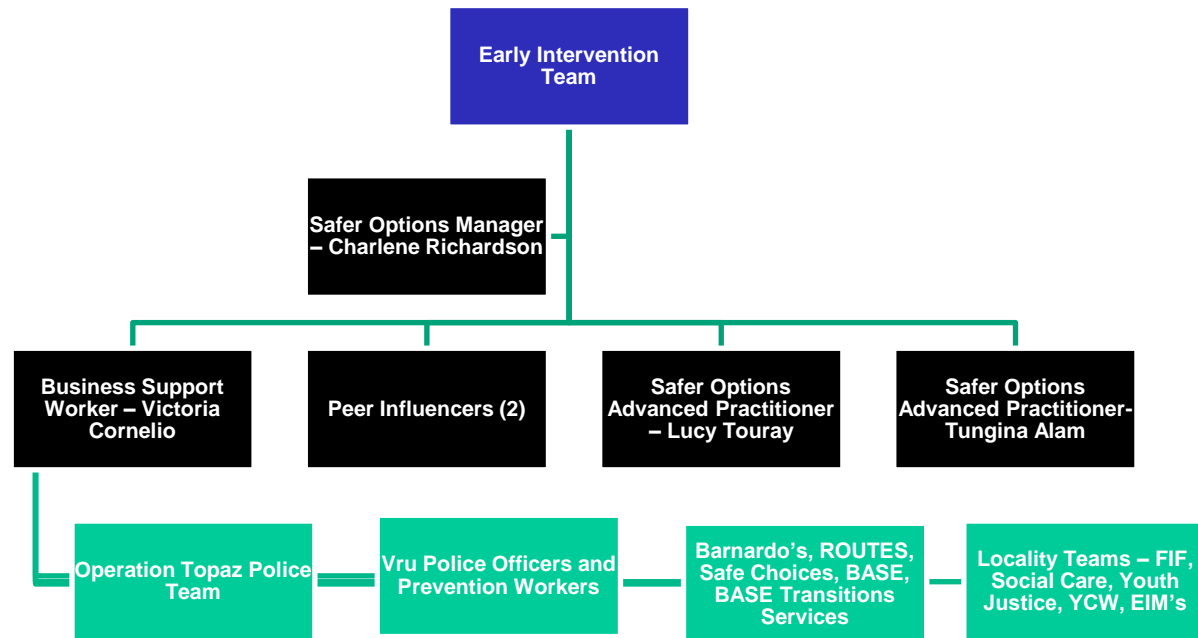 Early Intervention
Team
Safer Options Manager
– Charlene Richardson
Business Support
Worker – Victoria
Cornelio
Peer Influencers (2)
Safer Options
Advanced Practitioner
– Lucy Touray
Safer Options
Advanced Practitioner-
Tungina Alam
Operation Topaz Police
Team
Vru Police Officers and
Prevention Workers
Barnardo’s, ROUTES,
Safe Choices, BASE,
BASE Transitions
Services
Locality Teams – FIF,
Social Care, Youth
Justice, YCW, EIM’s